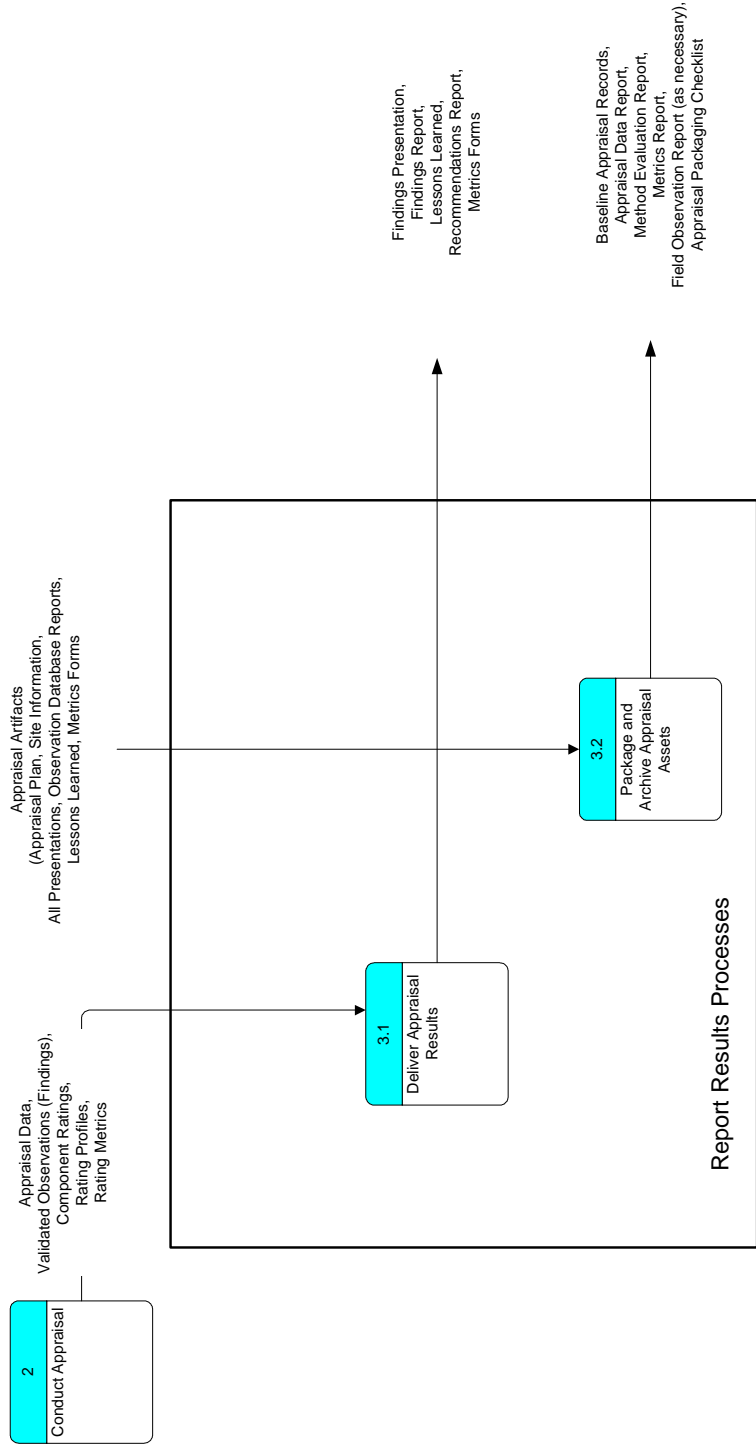 2
Conduct Appraisal
Appraisal Data,
Validated Observations (Findings),
Component Ratings,
Rating Profiles,
Rating Metrics
Appraisal Artifacts
(Appraisal Plan, Site Information,
All Presentations, Observation Database Reports,
Lessons Learned, Metrics Forms
3.1
Deliver Appraisal
Results
Findings Presentation,
Findings Report,
Lessons Learned,
Recommendations Report,
Metrics Forms
3.2
Package and
Archive Appraisal
Assets
Baseline Appraisal Records,
Appraisal Data Report,
Method Evaluation Report,
Metrics Report,
Field Observation Report (as necessary),
Appraisal Packaging Checklist
Report Results Processes